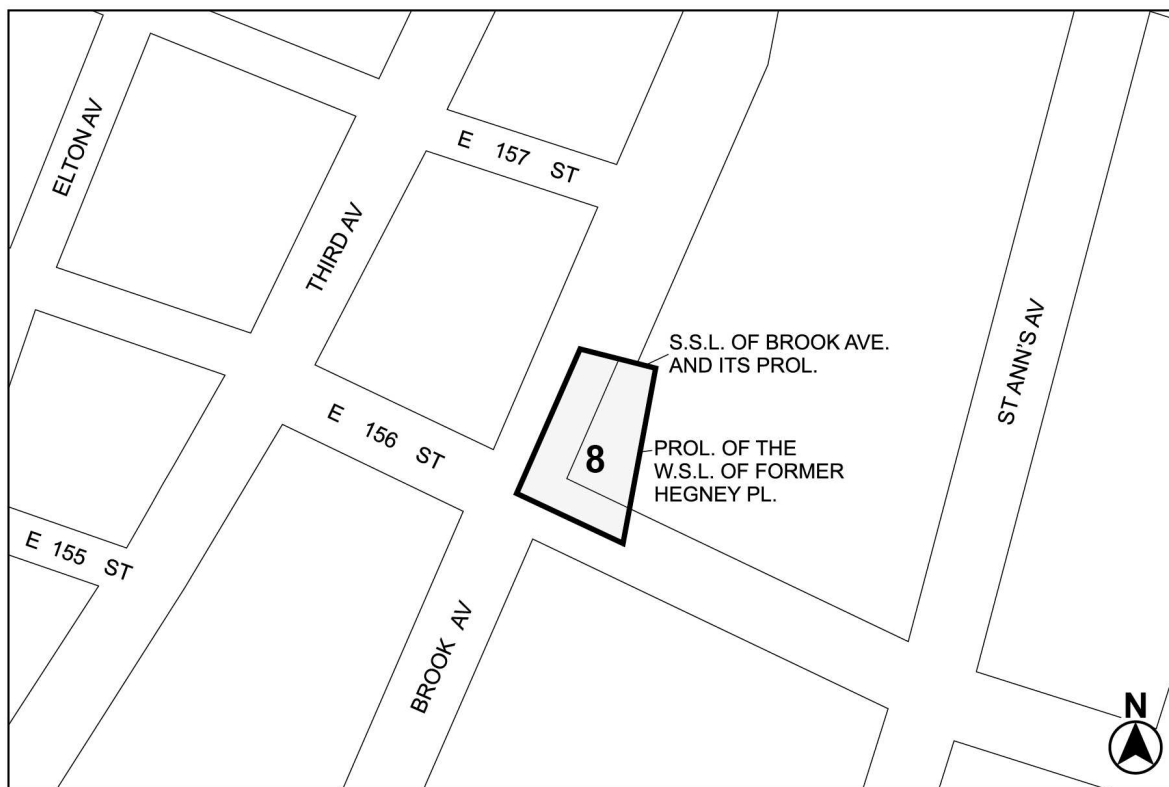 ELTON AV
E 157 ST
THIRD AV
S.S.L. OF BROOK AVE.
AND ITS PROL.
ST ANN'S AV
E 156 ST
8
PROL. OF THE
W.S.L. OF FORMER
HEGNEY PL.
E 155 ST
BROOK AV
N